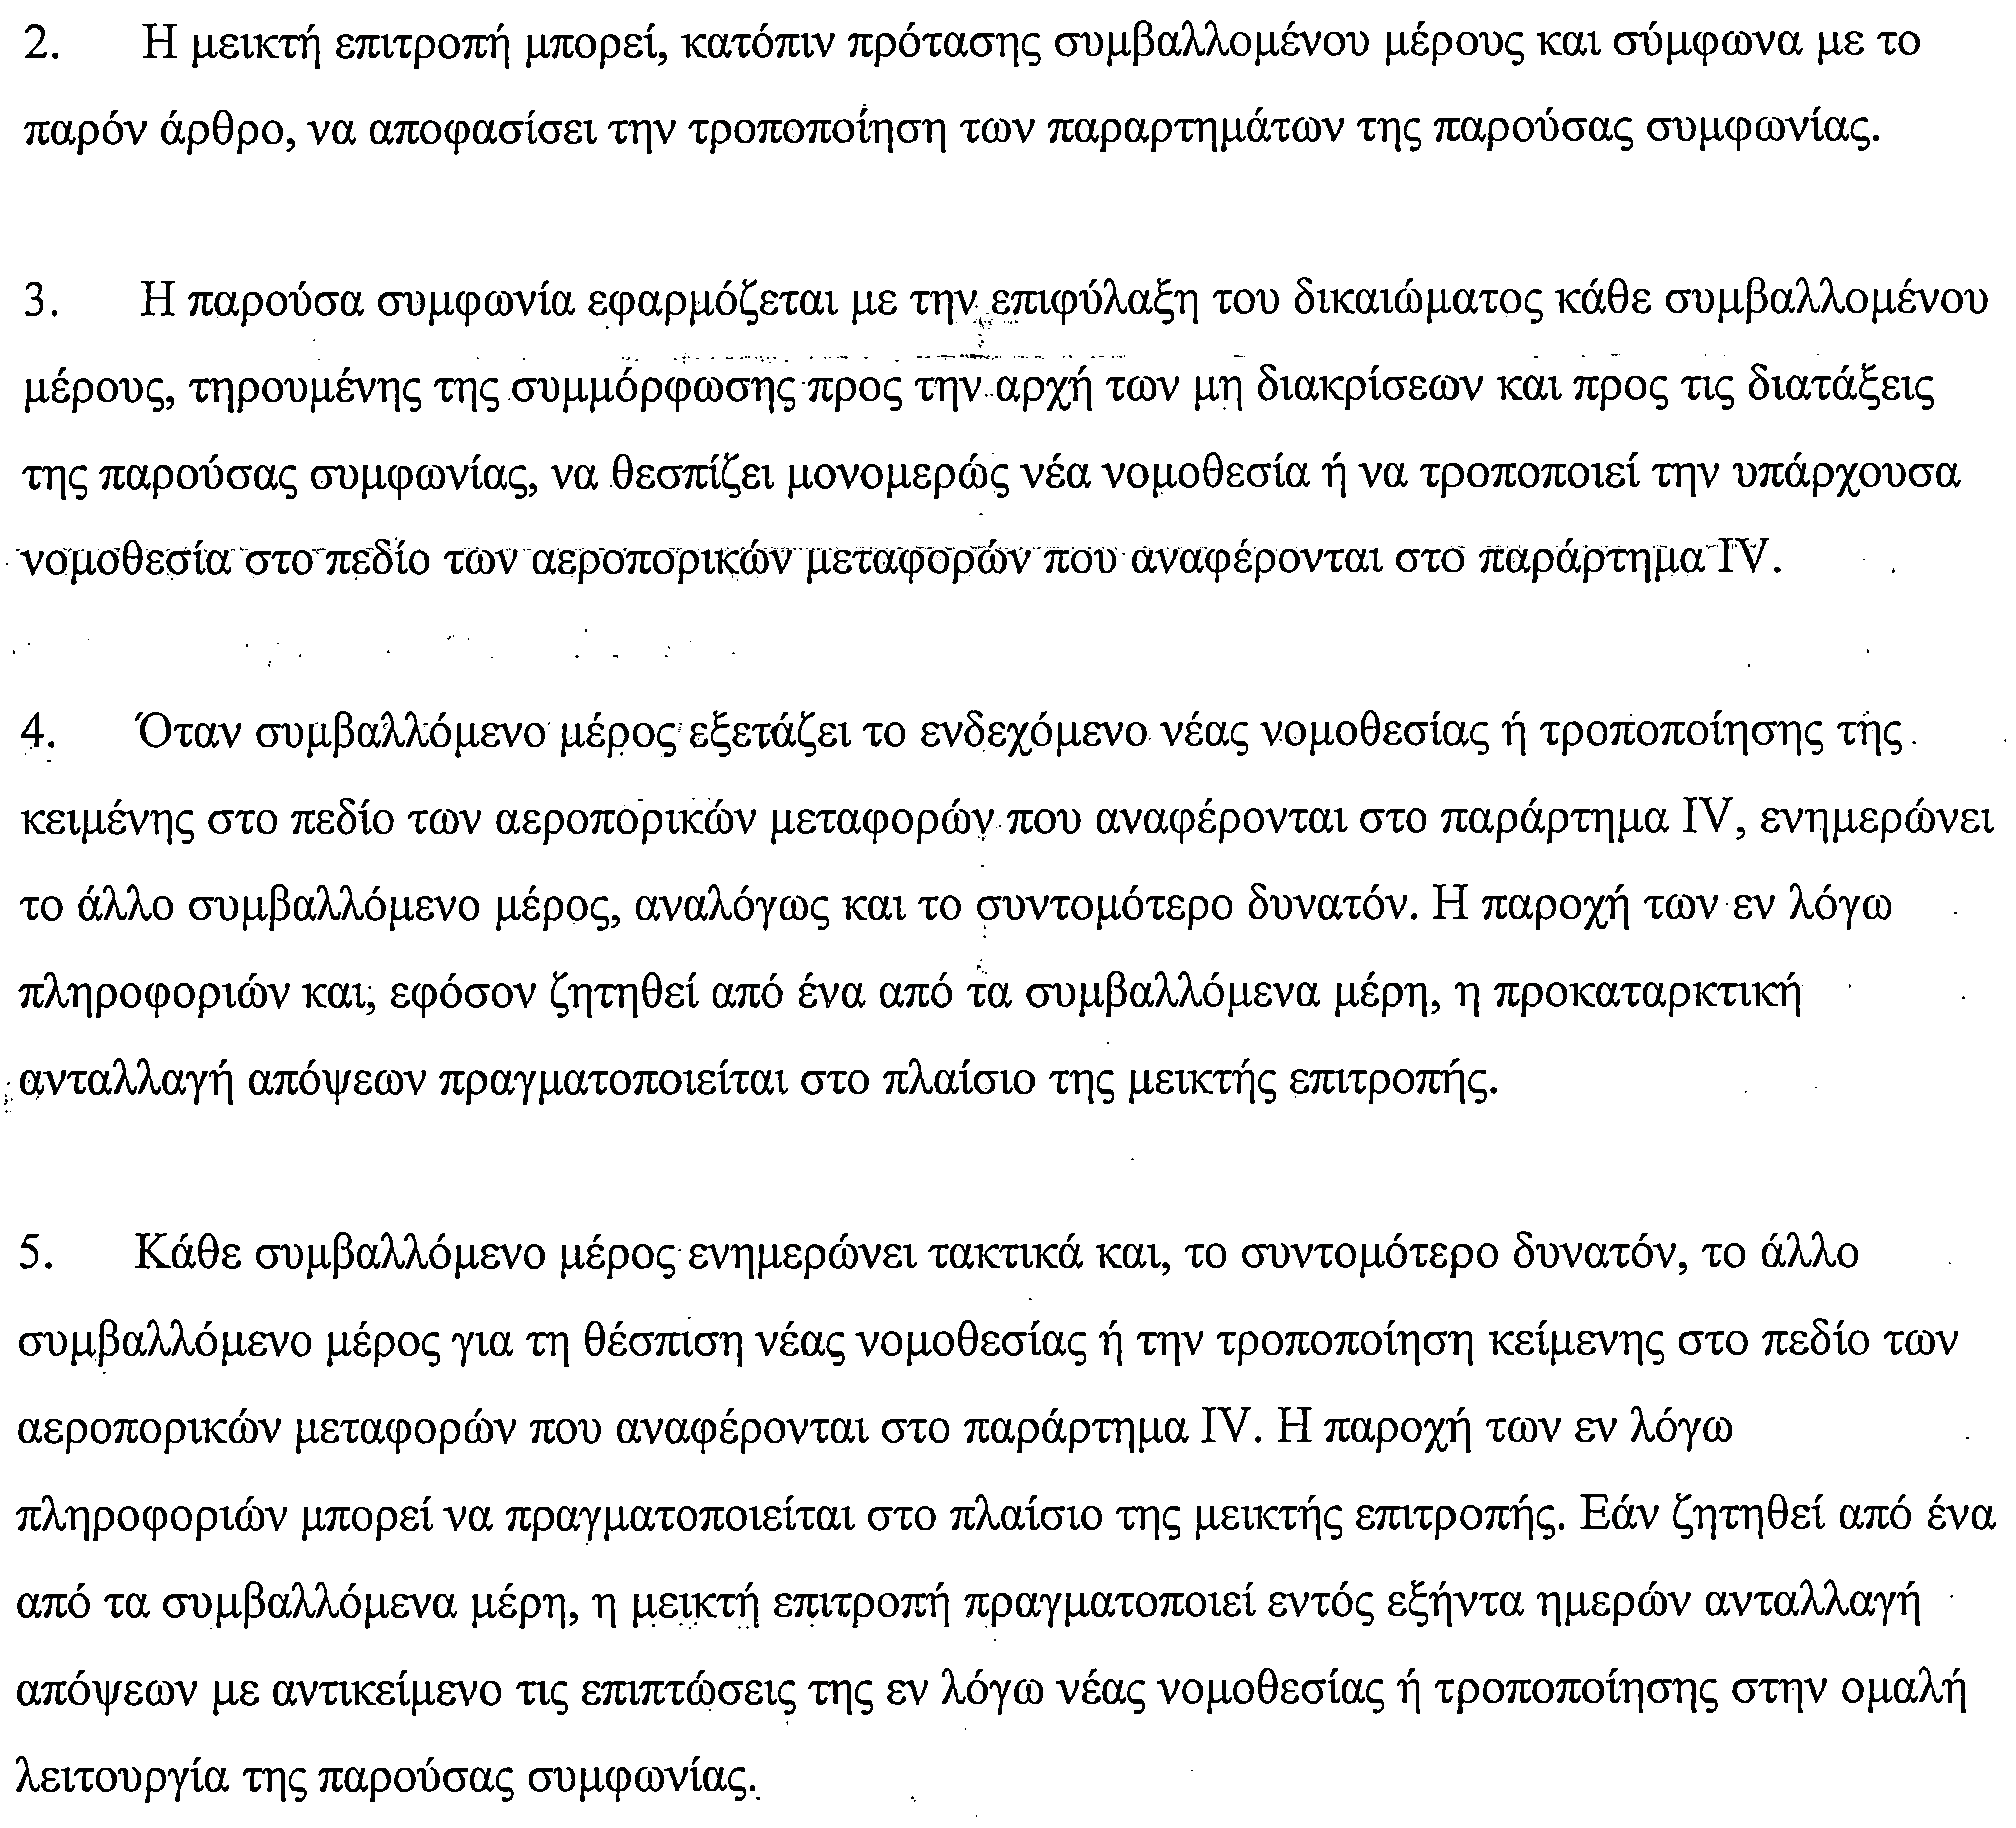 2. Η μεικτή επιτροπή μπορεί, κατόπιν πρότασης συμβαλλομένου μέρους και σύμφωνα με το
παρόν άρθρο, να αποφασίσει την τροποποίηση των παραρτημάτων της παρούσας συμφωνίας.
3. Η παρούσα συμφωνία εφαρμόζεται με την επιφύλαξη του δικαιώματος κάθε συμβαλλομένου
μέρους, τηρουμένης της συμμόρφωσης προς την αρχή των μη διακρίσεων και προς τις διατάξεις
της παρούσας συμφωνίας, να θεσπίζει μονομερώς νέα νομοθεσία ή να τροποποιεί την υπάρχουσα
νομοθεσία στο πεδίο των αεροπορικών μεταφορών που αναφέρονται στο παράρτημα IV.
4. Όταν συμβαλλόμενο μέρος εξετάζει το ενδεχόμενο νέας νομοθεσίας ή τροποποίησης της
κειμένης στο πεδίο των αεροπορικών μεταφορών που αναφέρονται στο παράρτημα IV, ενημερώνει
το άλλο συμβαλλόμενο μέρος, αναλόγως και το συντομότερο δυνατόν. Η παροχή των εν λόγω
πληροφοριών και, εφόσον ζητηθεί από ένα από τα συμβαλλόμενα μέρη, η προκαταρκτική
ανταλλαγή απόψεων πραγματοποιείται στο πλαίσιο της μεικτής επιτροπής.
5. Κάθε συμβαλλόμενο μέρος ενημερώνει τακτικά και, το συντομότερο δυνατόν, το άλλο
συμβαλλόμενο μέρος για τη θέσπιση νέας νομοθεσίας ή την τροποποίηση κείμενης στο πεδίο των
αεροπορικών μεταφορών που αναφέρονται στο παράρτημα IV. Η παροχή των εν λόγω
πληροφοριών μπορεί να πραγματοποιείται στο πλαίσιο της μεικτής επιτροπής. Εάν ζητηθεί από ένα
από τα συμβαλλόμενα μέρη, η μεικτή επιτροπή πραγματοποιεί εντός εξήντα ημερών ανταλλαγή
απόψεων με αντικείμενο τις επιπτώσεις της εν λόγω νέας νομοθεσίας ή τροποποίησης στην ομαλή
λειτουργία της παρούσας συμφωνίας.